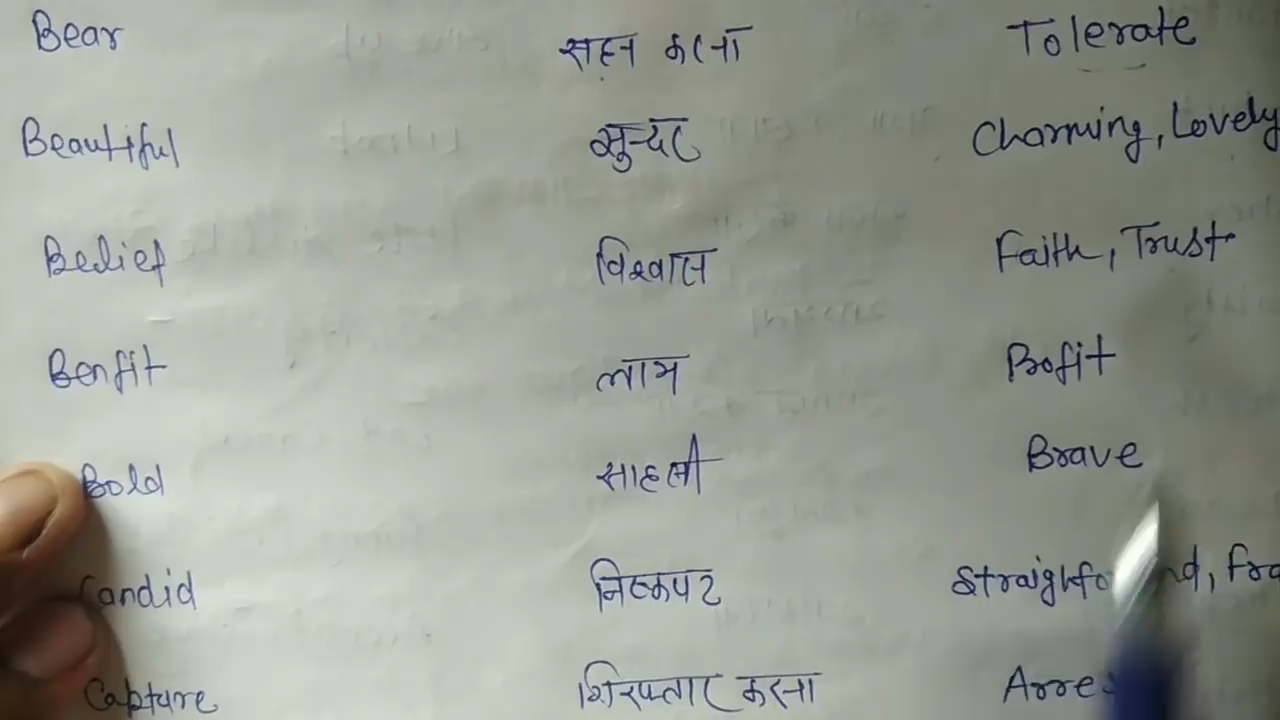 Bear सहन करना Tolerate
Beautiful सुन्दर Charming, Lovely
Belief विश्वास Faith, Trust
Benfit लाभ Profit
Bold साहसी Brave
Candid निष्कपट
Capture गिरफ्तार करना